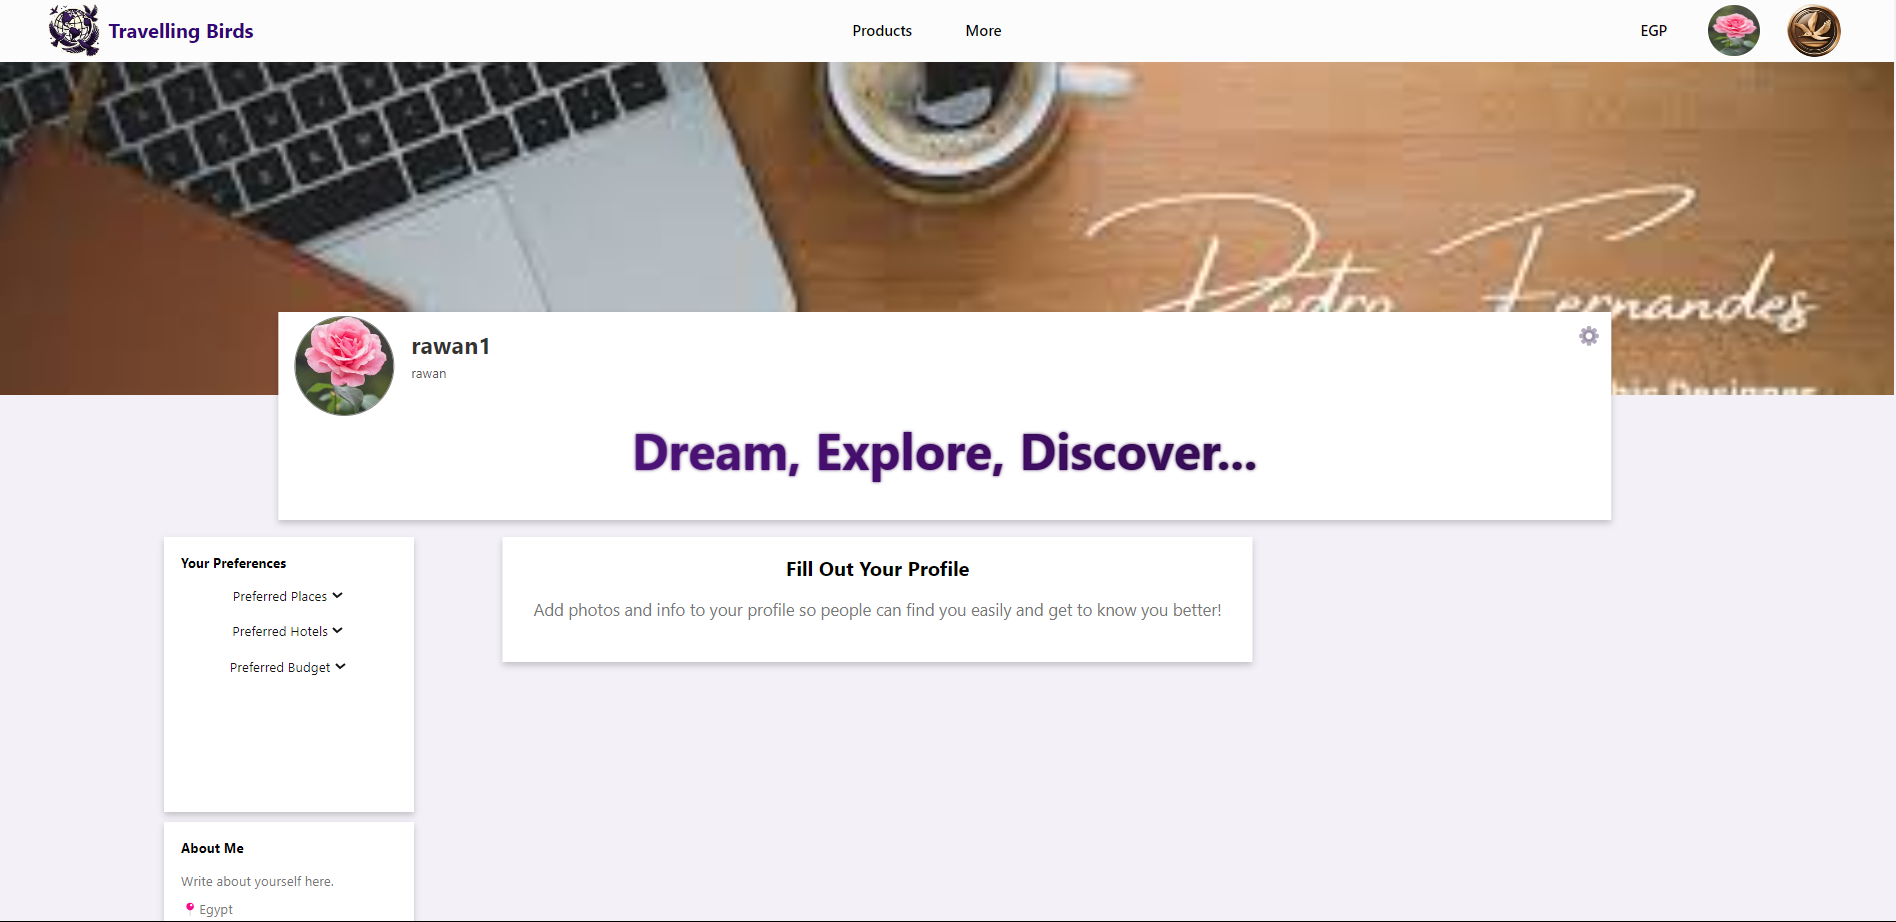 Travelling Birds
Products
More
EGP
Pedro Fernandes
hic Designer
rawan1
rawan
Dream, Explore, Discover...
Your Preferences
Preferred Places
Preferred Hotels
Preferred Budget
Fill Out Your Profile
Add photos and info to your profile so people can find you easily and get to know you better!
About Me
Write about yourself here.
Egypt